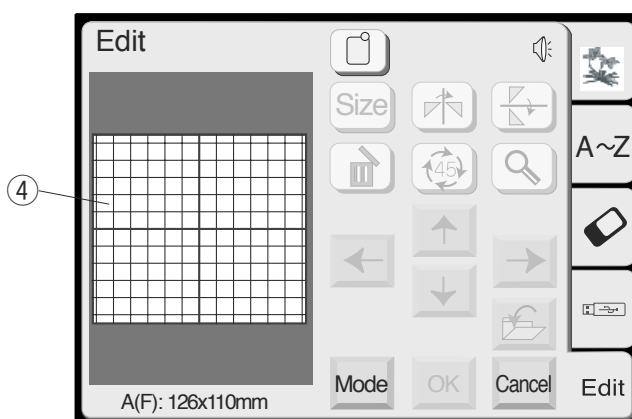 Edit
Size
A~Z
45
④
Mode
OK
Cancel
Edit
A(F): 126x110mm